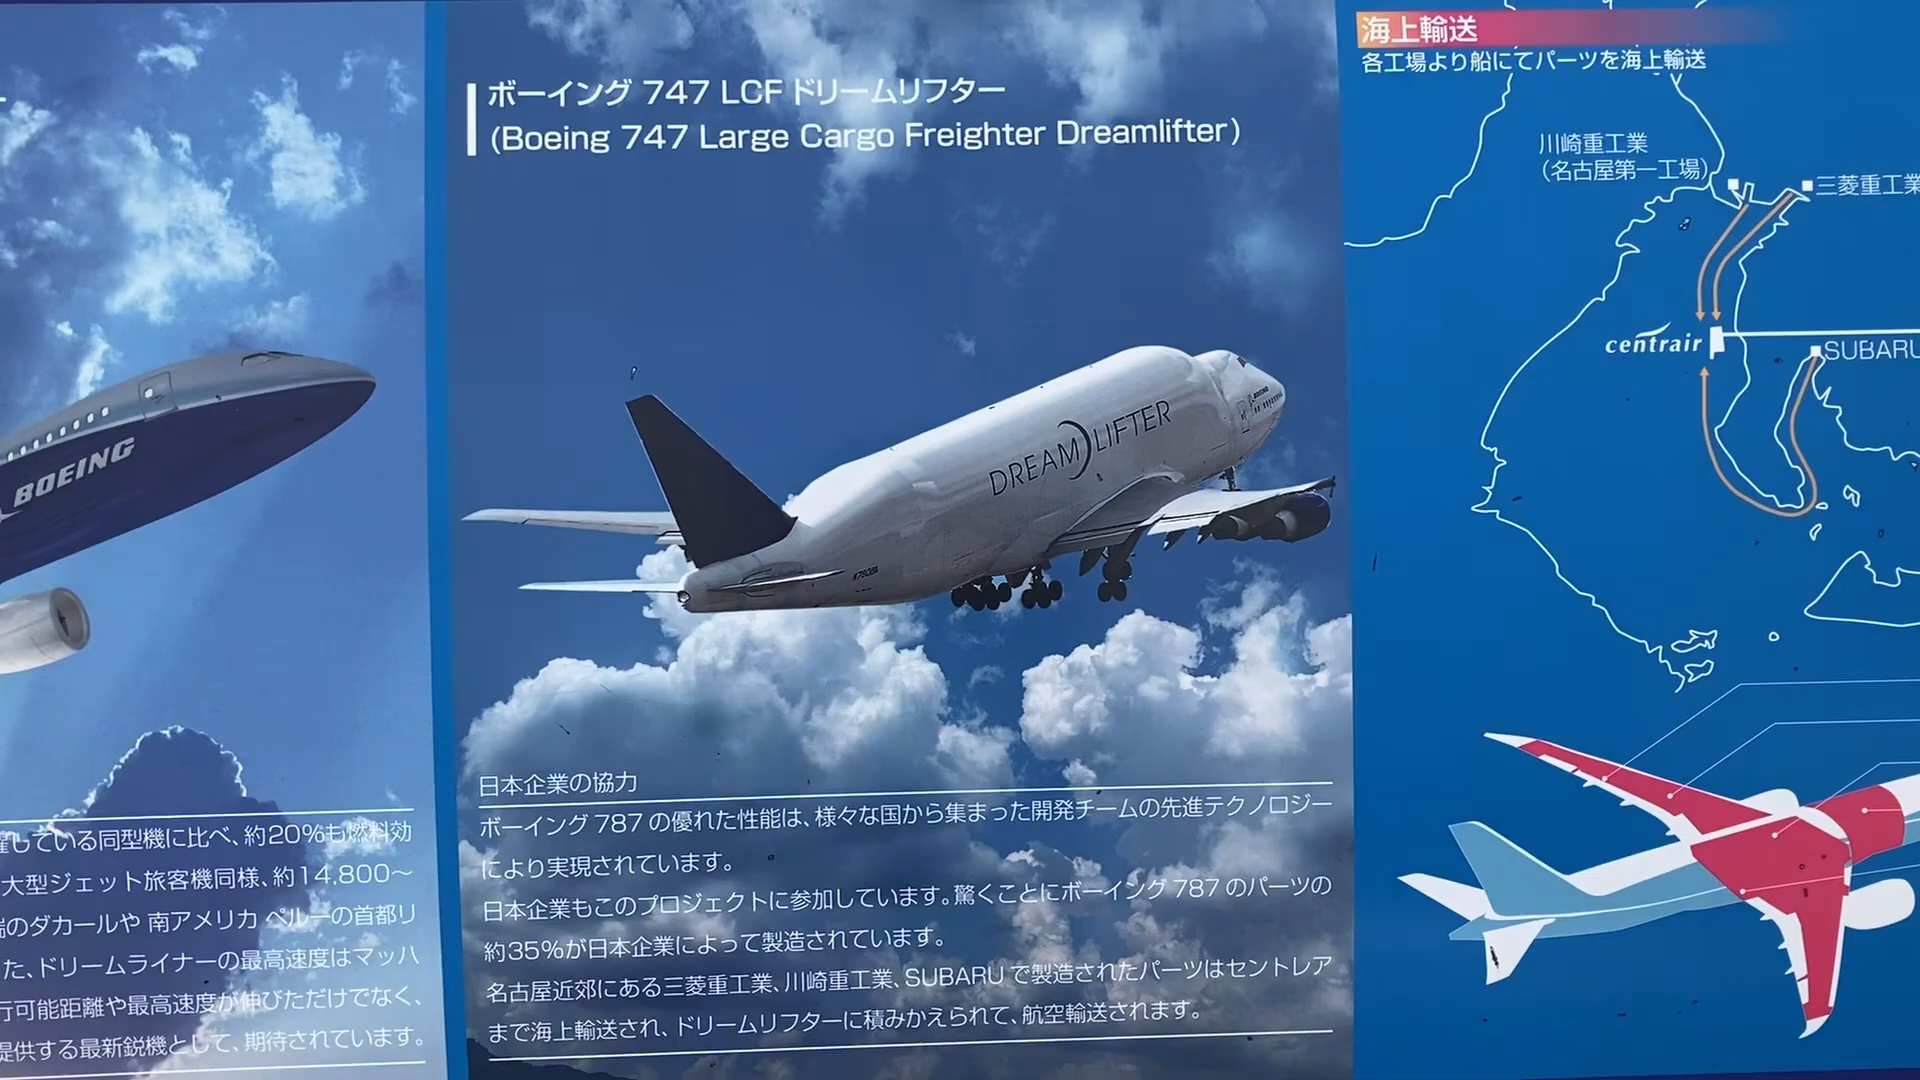 BOEING
している同型機に比べ、約20%も燃料効
大型ジェット旅客機同様、約14,800～
のダカールや 南アメリカ ペルーの首都リ
た、ドリームライナーの最高速度はマッハ
行可能距離や最高速度が伸びただけでなく、
提供する最新鋭機として、期待されています。
ボーイング 747 LCF ドリームリフター
(Boeing 747 Large Cargo Freighter Dreamlifter)
DREAMLIFTER
BOEING
N780BA
日本企業の協力
ボーイング 787 の優れた性能は、様々な国から集まった開発チームの先進テクノロジー
により実現されています。
日本企業もこのプロジェクトに参加しています。驚くことにボーイング 787 のパーツの
約35%が日本企業によって製造されています。
名古屋近郊にある三菱重工業、川崎重工業、SUBARU で製造されたパーツはセントレア
まで海上輸送され、ドリームリフターに積みかえられて、航空輸送されます。
海上輸送
各工場より船にてパーツを海上輸送
川崎重工業
(名古屋第一工場)
三菱重工業
centrair
SUBARU